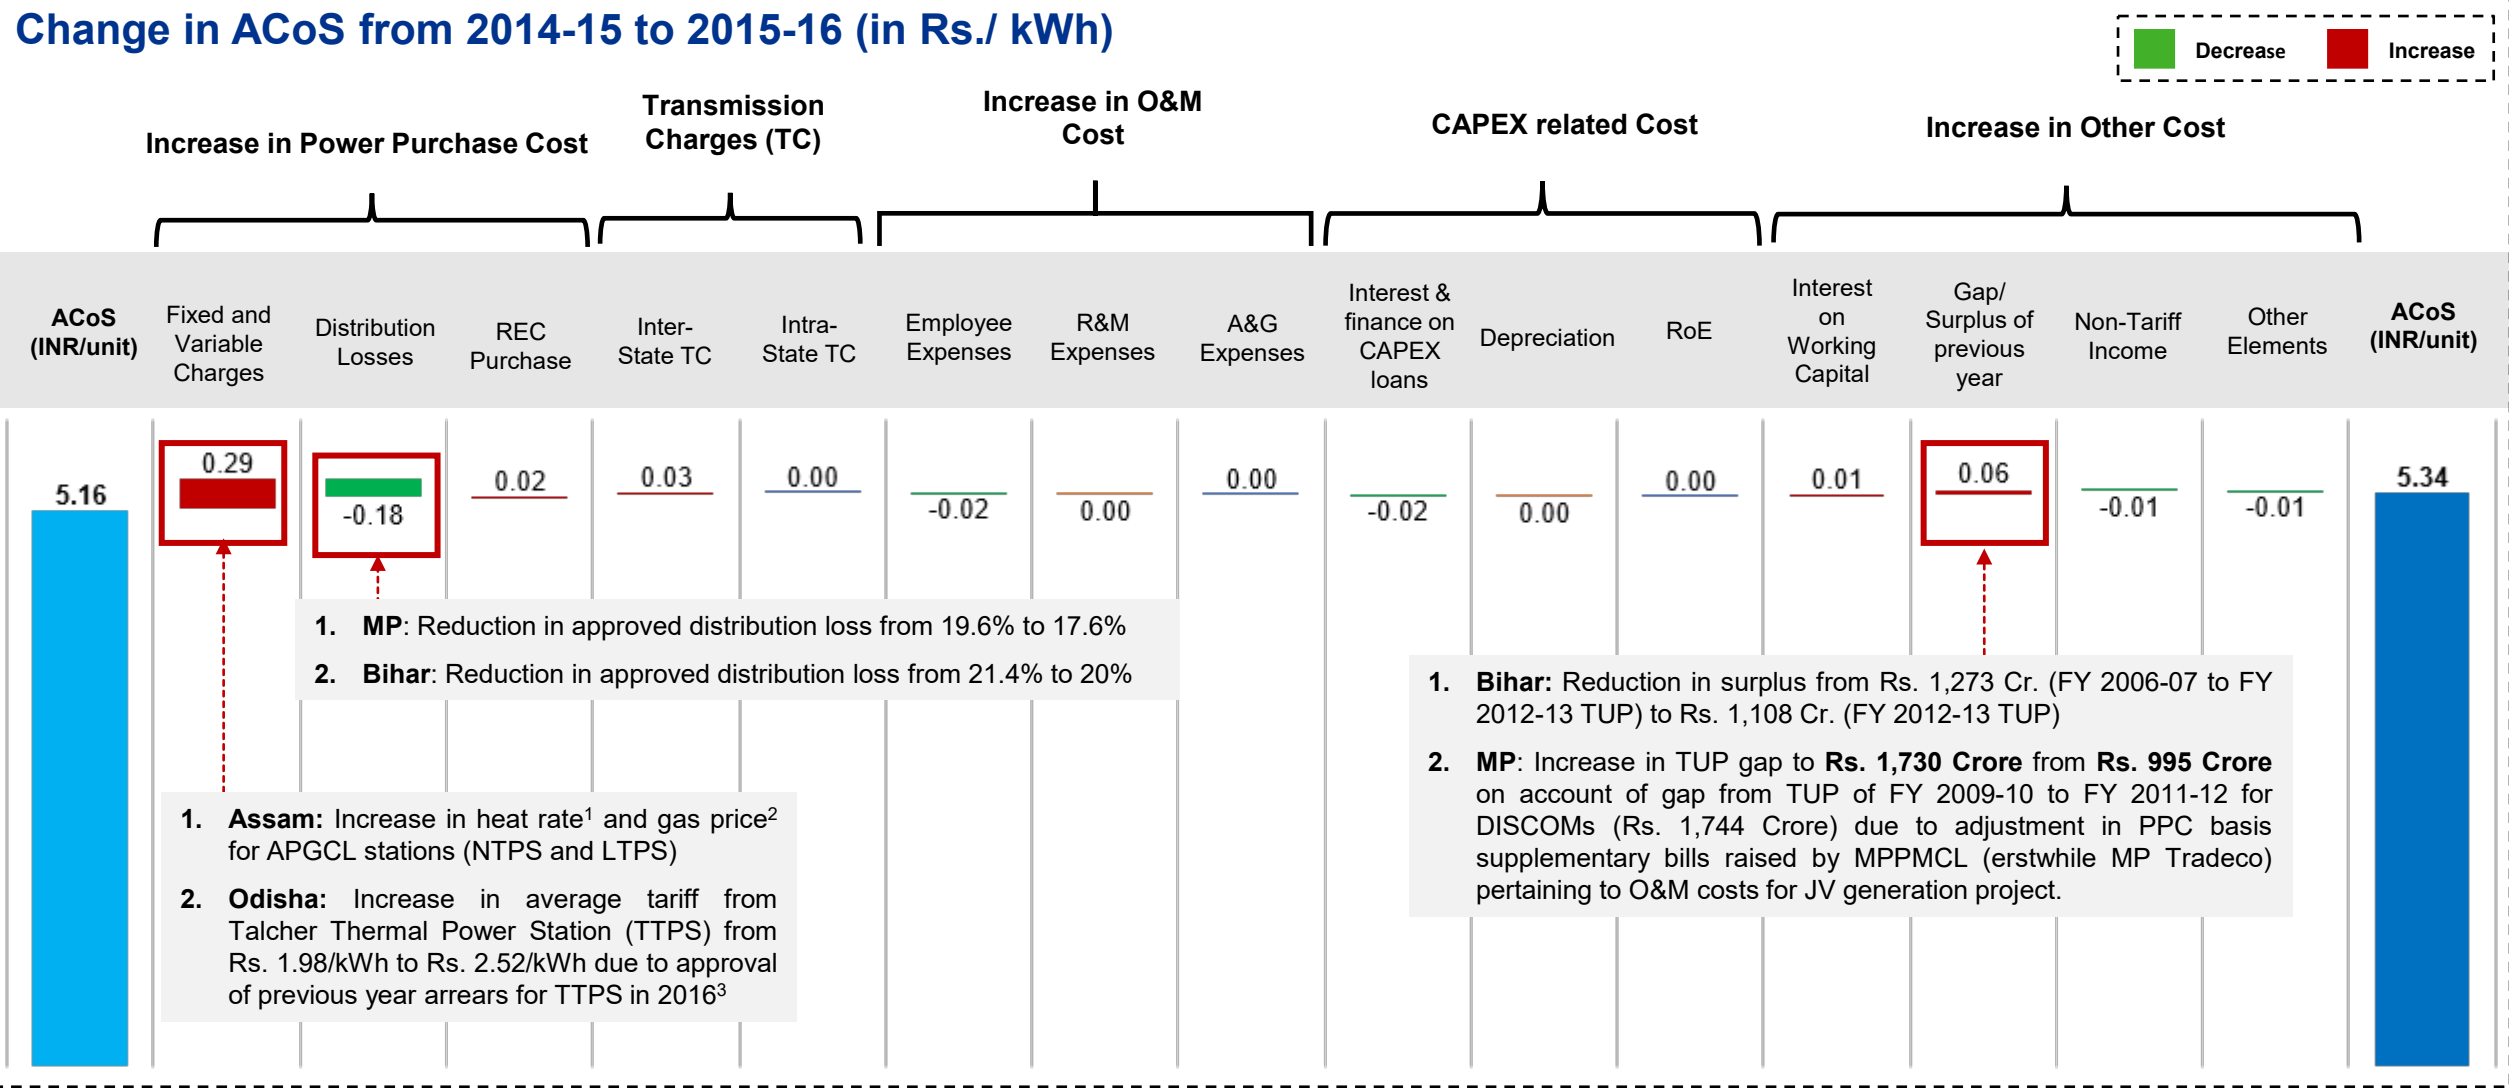 Change in ACoS from 2014-15 to 2015-16 (in Rs./ kWh)
Decrease
Increase
Increase in Power Purchase Cost
Transmission
Charges (TC)
Increase in O&M
Cost
CAPEX related Cost
Increase in Other Cost
ACoS
(INR/unit)
Fixed and
Variable
Charges
Distribution
Losses
REC
Purchase
Inter-
State TC
Intra-
State TC
Employee
Expenses
R&M
Expenses
A&G
Expenses
Interest &
finance on
CAPEX
loans
Depreciation
RoE
Interest
on
Working
Capital
Gap/
Surplus of
previous
year
Non-Tariff
Income
Other
Elements
ACoS
(INR/unit)
5.16
0.29
-0.18
0.02
0.03
0.00
-0.02
0.00
0.00
-0.02
0.00
0.00
0.01
0.06
-0.01
-0.01
5.34
1. MP: Reduction in approved distribution loss from 19.6% to 17.6%
2. Bihar: Reduction in approved distribution loss from 21.4% to 20%
1. Assam: Increase in heat rate¹ and gas price²
for APGCL stations (NTPS and LTPS)
2. Odisha: Increase in average tariff from
Talcher Thermal Power Station (TTPS) from
Rs. 1.98/kWh to Rs. 2.52/kWh due to approval
of previous year arrears for TTPS in 2016³
1. Bihar: Reduction in surplus from Rs. 1,273 Cr. (FY 2006-07 to FY
2012-13 TUP) to Rs. 1,108 Cr. (FY 2012-13 TUP)
2. MP: Increase in TUP gap to Rs. 1,730 Crore from Rs. 995 Crore
on account of gap from TUP of FY 2009-10 to FY 2011-12 for
DISCOMs (Rs. 1,744 Crore) due to adjustment in PPC basis
supplementary bills raised by MPPMCL (erstwhile MP Tradeco)
pertaining to O&M costs for JV generation project.